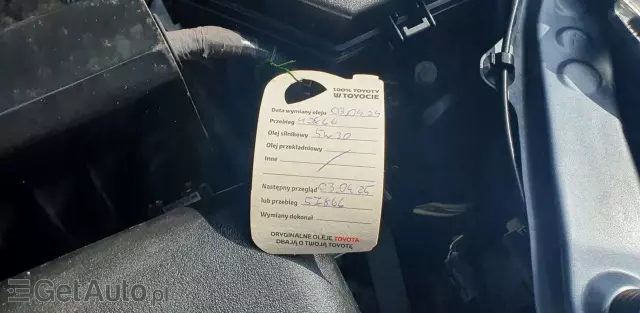 100% TOYOTY
W TOYOCIE
Data wymiany oleju 03.04.24
Przebieg
Olej silnikowy 5w30
Olej przekładniowy
Inne
Następny przegląd 03.04.25
lub przebieg 57866
Wymiany dokonał
ORYGINALNE OLEJE TOYOTA
DBAJĄ O TWOJĄ TOYOTĘ
GetAuto.pl